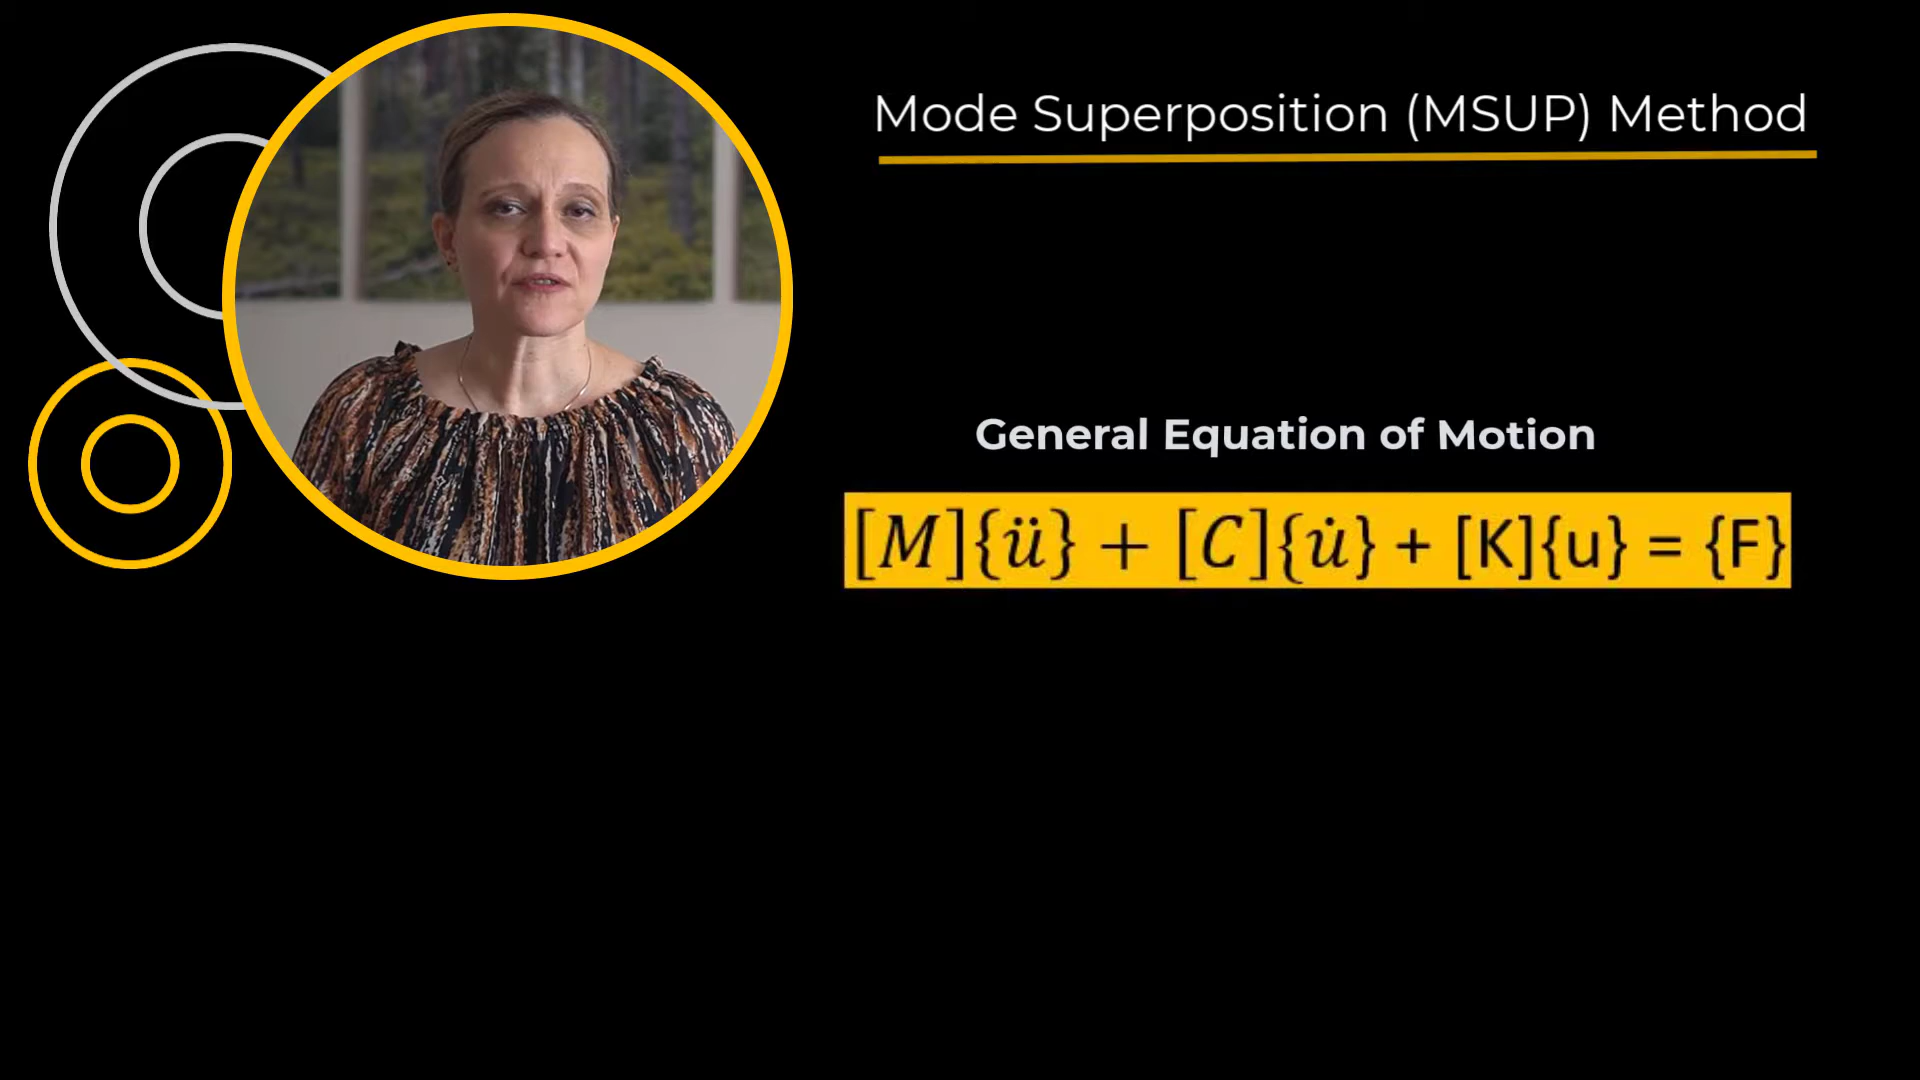 Mode Superposition (MSUP) Method
General Equation of Motion
[M]{ü} + [C]{u̇} + [K]{u} = {F}